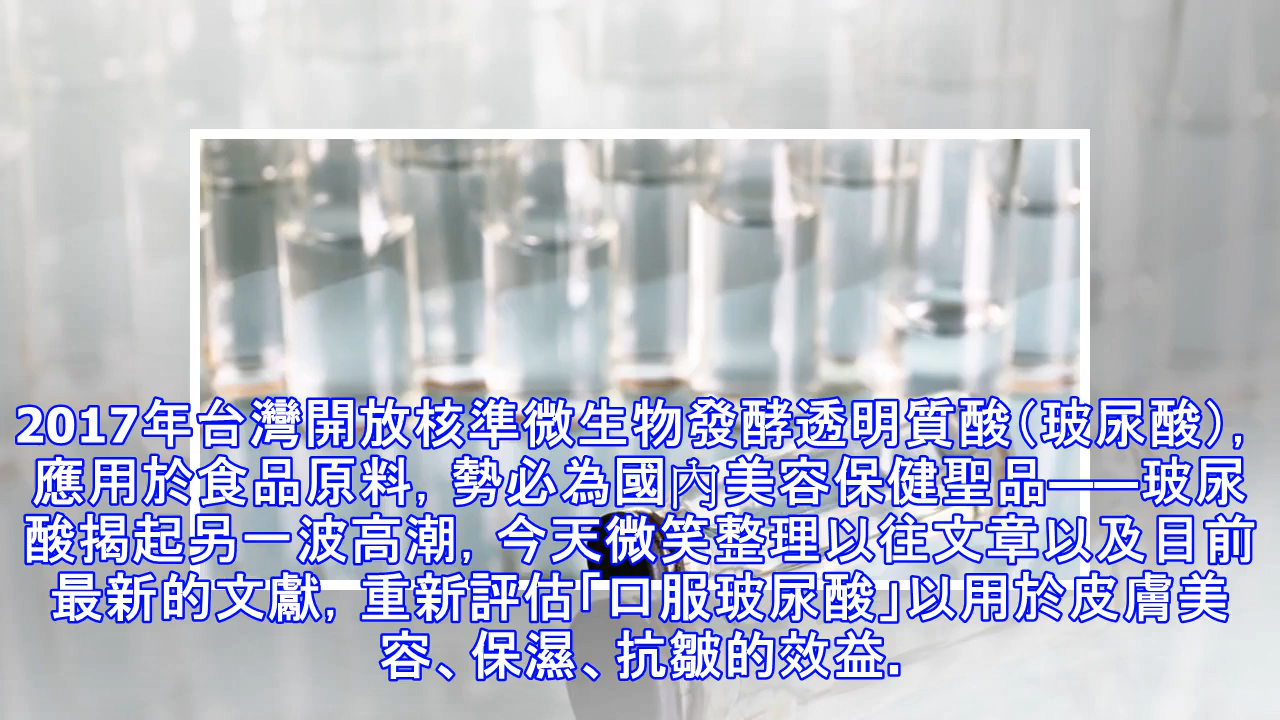 2017年台灣開放核準微生物發酵透明質酸（玻尿酸），
應用於食品原料，勢必為國內美容保健聖品——玻尿
酸揭起另一波高潮，今天微笑整理以往文章以及目前
最新的文獻，重新評估「口服玻尿酸」以用於皮膚美
容、保濕、抗皺的效益.